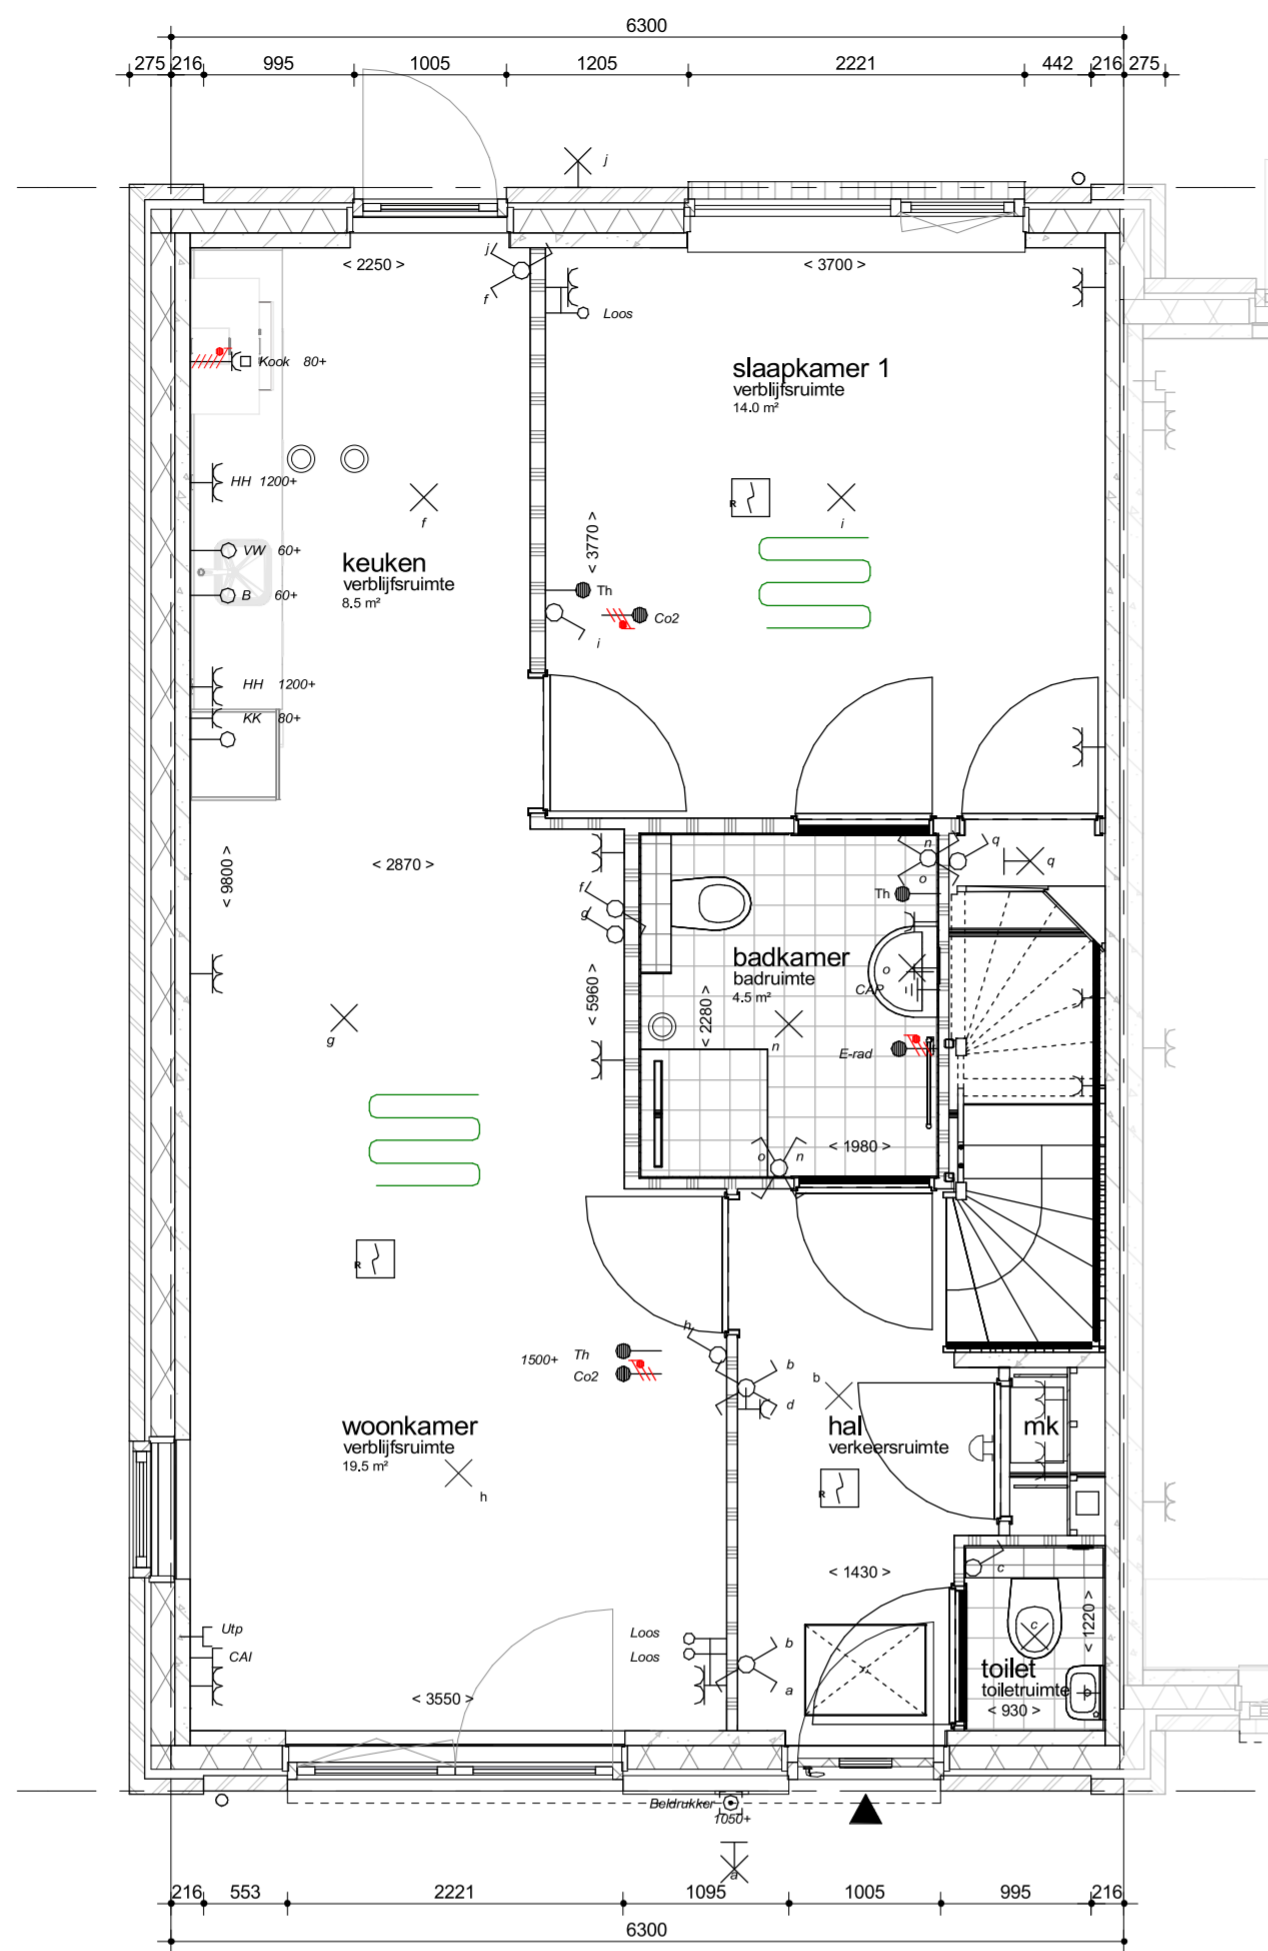 6300
275 216 995 1005 1205 2221 442 216 275
j
< 2250 >
j
f
< 3700 >
Loos
Kook 80+
slaapkamer 1
verblijfsruimte
14.0 m²
HH 1200+
f
R
i
VW 60+
keuken
verblijfsruimte
8.5 m²
< 3770 >
B 60+
Th
Co2
i
HH 1200+
KK 80+
< 9800 >
< 2870 >
n
q
q
o
f
g
Th
badkamer
badruimte
4.5 m²
o
CAP
< 5960 >
< 2280 >
g
n
E-rad
o n
< 1980 >
R
h
1500+ Th
Co2
b
d
b
woonkamer
verblijfsruimte
19.5 m²
h
hal
verkeersruimte
mk
R
< 1430 >
c
c
< 1220 >
Utp
CAI
Loos
Loos
b
a
toilet
toiletruimte
< 930 >
< 3550 >
Beldrukker
1050+
a
216 553 2221 1095 1005 995 216
6300